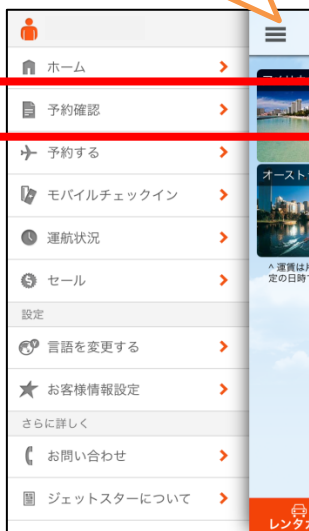 ホーム
予約確認
予約する
モバイルチェックイン
運航状況
セール
設定
言語を変更する
お客様情報設定
さらに詳しく
お問い合わせ
ジェットスターについて
オースト
^ 運賃は
定の日時
レンタ